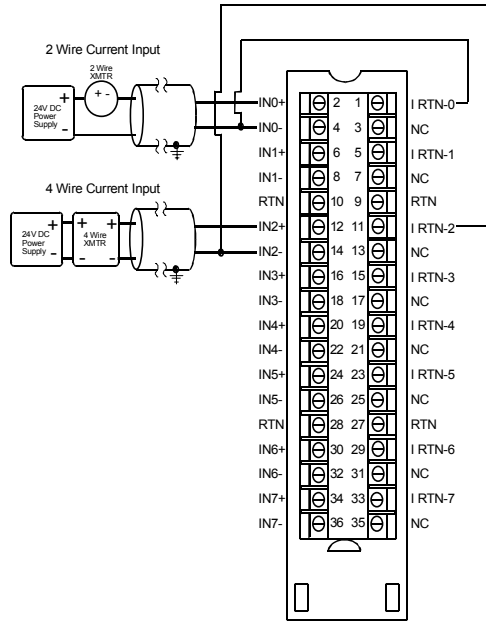 2 Wire Current Input
2 Wire
XMTR
+ -
24V DC
Power
Supply
+
-
4 Wire Current Input
24V DC
Power
Supply
+
-
+ +
4 Wire
XMTR
- -
IN0+ 2 1 I RTN-0
IN0- 4 3 NC
IN1+ 6 5 I RTN-1
IN1- 8 7 NC
RTN 10 9 RTN
IN2+ 12 11 I RTN-2
IN2- 14 13 NC
IN3+ 16 15 I RTN-3
IN3- 18 17 NC
IN4+ 20 19 I RTN-4
IN4- 22 21 NC
IN5+ 24 23 I RTN-5
IN5- 26 25 NC
RTN 28 27 RTN
IN6+ 30 29 I RTN-6
IN6- 32 31 NC
IN7+ 34 33 I RTN-7
IN7- 36 35 NC